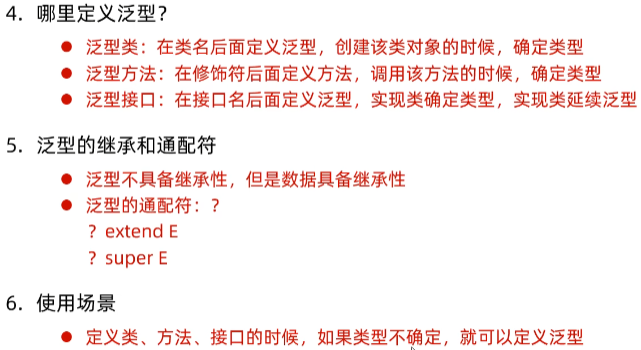 4. 哪里定义泛型？
● 泛型类：在类名后面定义泛型，创建该类对象的时候，确定类型
● 泛型方法：在修饰符后面定义方法，调用该方法的时候，确定类型
● 泛型接口：在接口名后面定义泛型，实现类确定类型，实现类延续泛型
5. 泛型的继承和通配符
● 泛型不具备继承性，但是数据具备继承性
● 泛型的通配符：？
？extend E
？super E
6. 使用场景
● 定义类、方法、接口的时候，如果类型不确定，就可以定义泛型